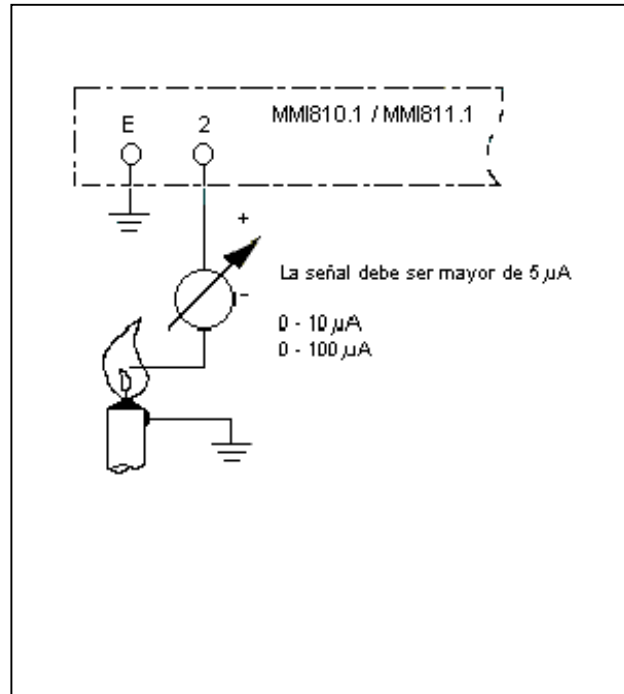 MMI810.1 / MMI811.1
E 2
+
La señal debe ser mayor de 5 µA
-
0 - 10 µA
0 - 100 µA